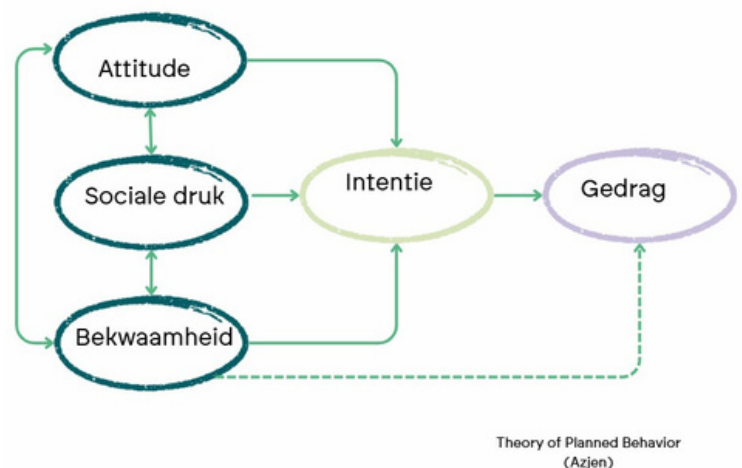 Attitude
Sociale druk
Intentie
Gedrag
Bekwaamheid
Theory of Planned Behavior
(Azjen)